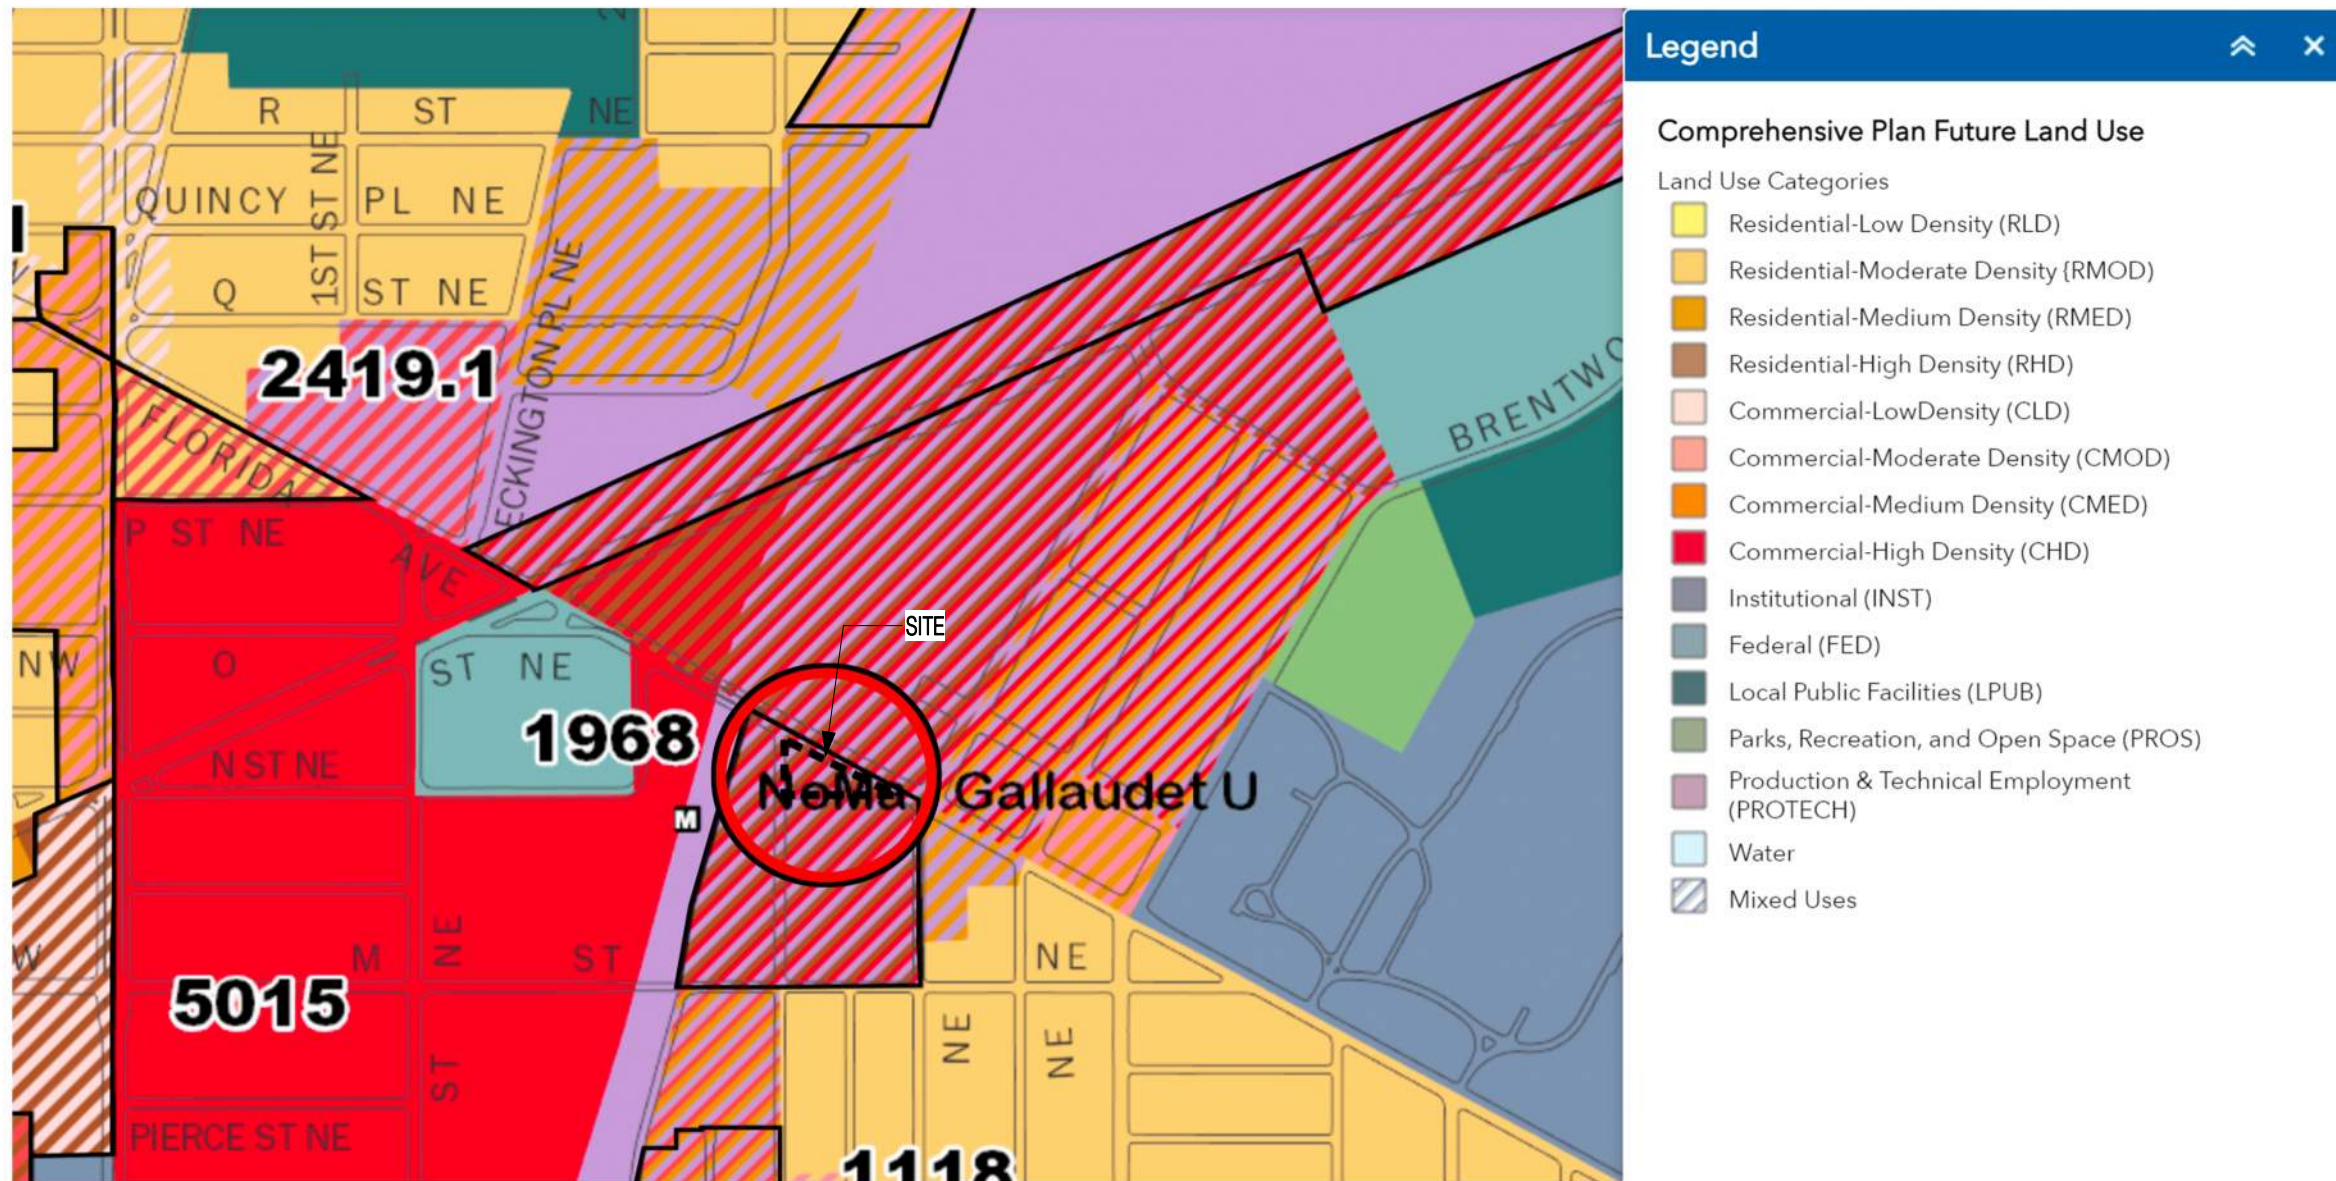 R ST NE
1ST ST NE
QUINCY PL NE
Q ST NE
ECKINGTON PL NE
2419.1
FLORIDA AVE
P ST NE
BRENTWO
SITE
NW
O ST NE
1968
N ST NE
NoMa Gallaudet U
M
M ST
NE
NE
W
5015
NE
NE
ST
PIERCE ST NE
1118
Legend
Comprehensive Plan Future Land Use
Land Use Categories
Residential-Low Density (RLD)
Residential-Moderate Density {RMOD)
Residential-Medium Density (RMED)
Residential-High Density (RHD)
Commercial-LowDensity (CLD)
Commercial-Moderate Density (CMOD)
Commercial-Medium Density (CMED)
Commercial-High Density (CHD)
Institutional (INST)
Federal (FED)
Local Public Facilities (LPUB)
Parks, Recreation, and Open Space (PROS)
Production & Technical Employment
(PROTECH)
Water
Mixed Uses